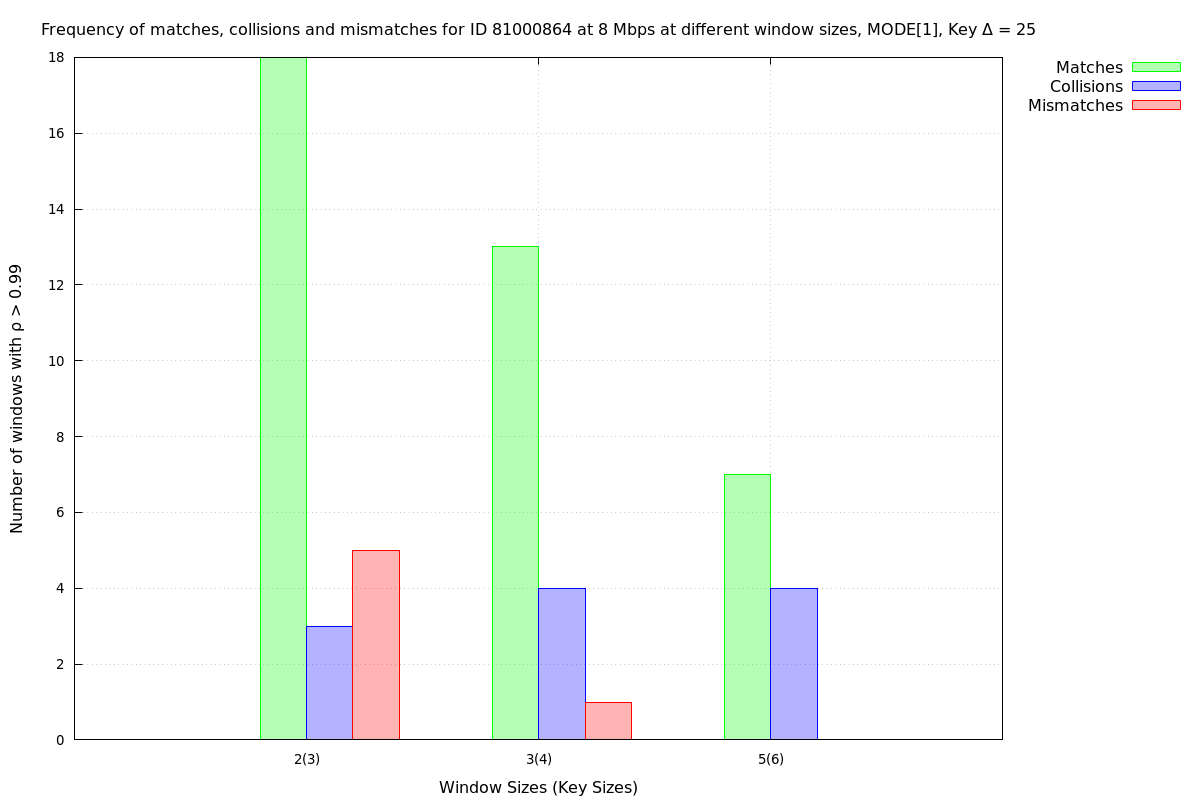 Frequency of matches, collisions and mismatches for ID 81000864 at 8 Mbps at different window sizes, MODE[1], Key Δ = 25
Matches
Collisions
Mismatches
Number of windows with ρ > 0.99
18
16
14
12
10
8
6
4
2
0
2(3)
3(4)
5(6)
Window Sizes (Key Sizes)